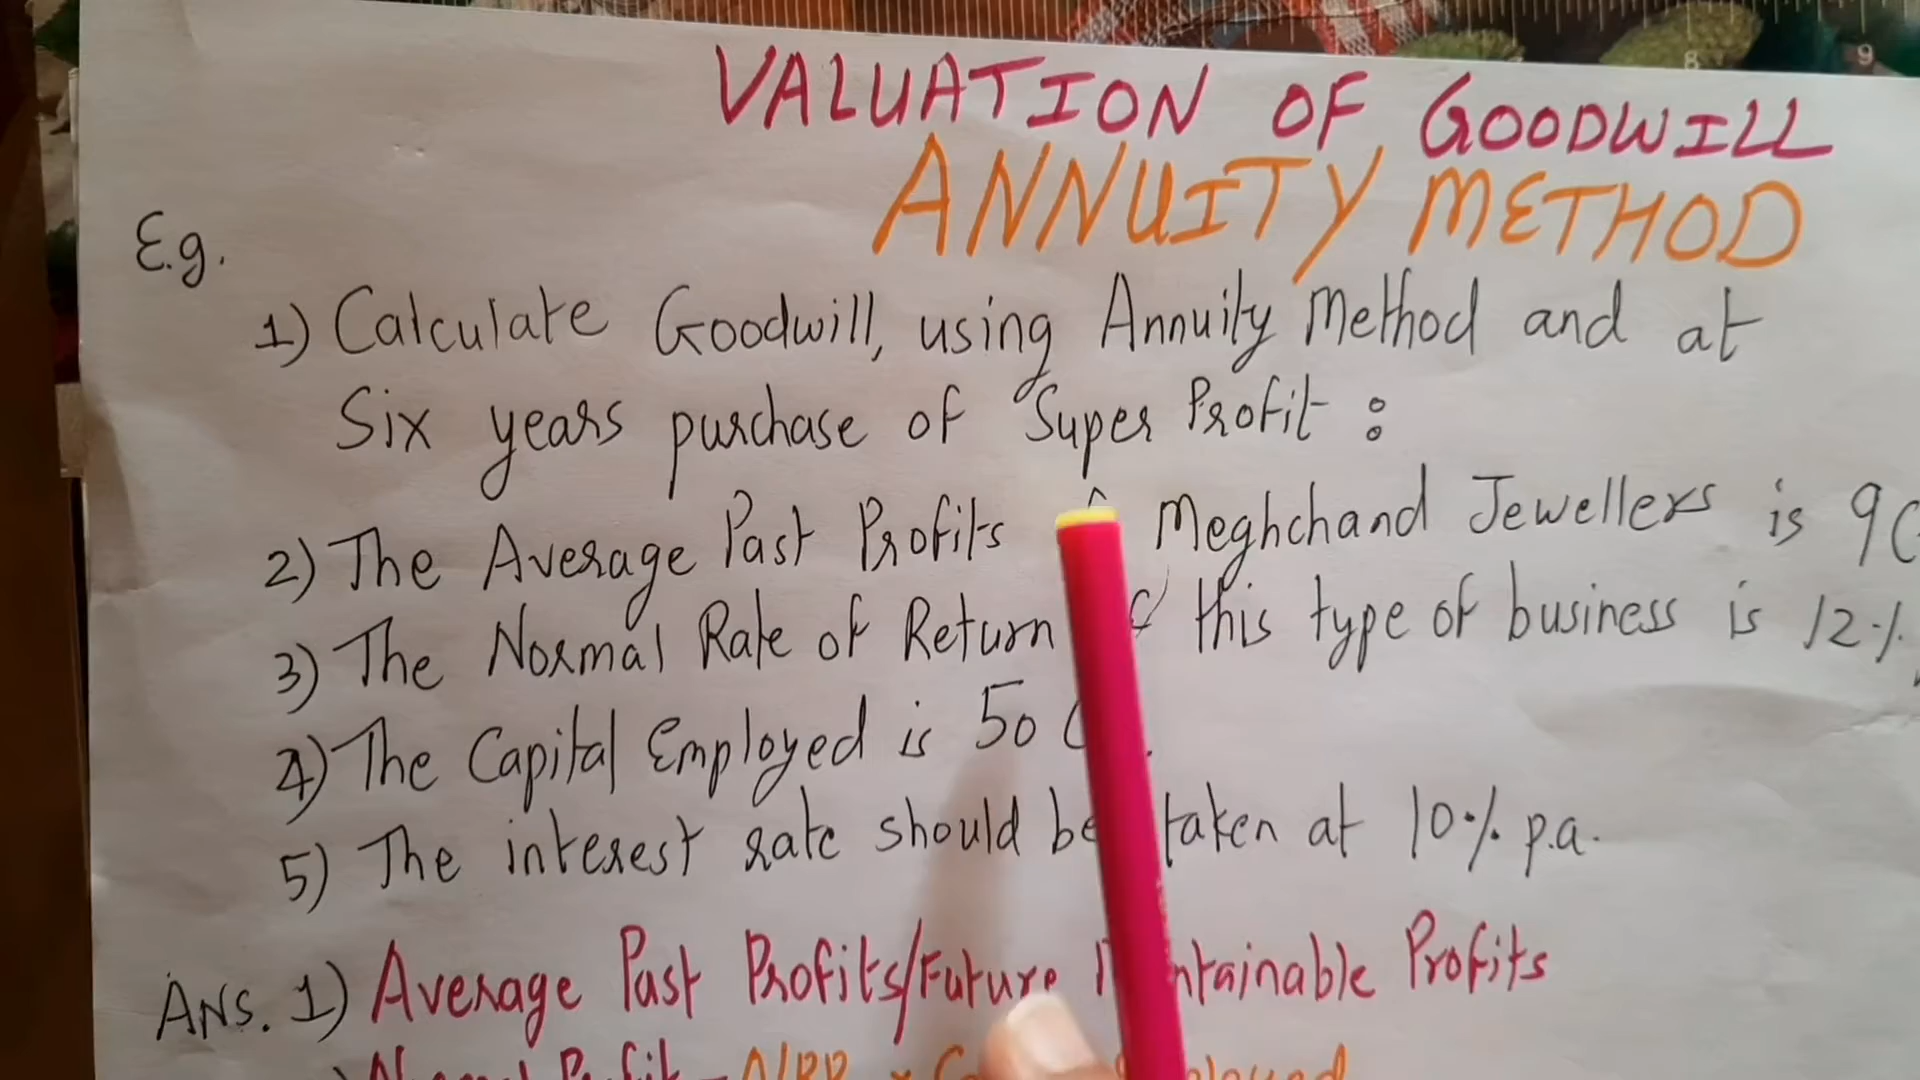 VALUATION OF GOODWILL
ANNUITY METHOD
E.g.
1) Calculate Goodwill, using Annuity Method and at
Six years purchase of Super Profit :
2) The Average Past Profits Meghchand Jewellers is
3) The Normal Rate of Return this type of business is 12%
4) The Capital Employed is 50
5) The interest rate should be taken at 10% p.a.
Ans. 1) Average Past Profits/Future Profits
8 9